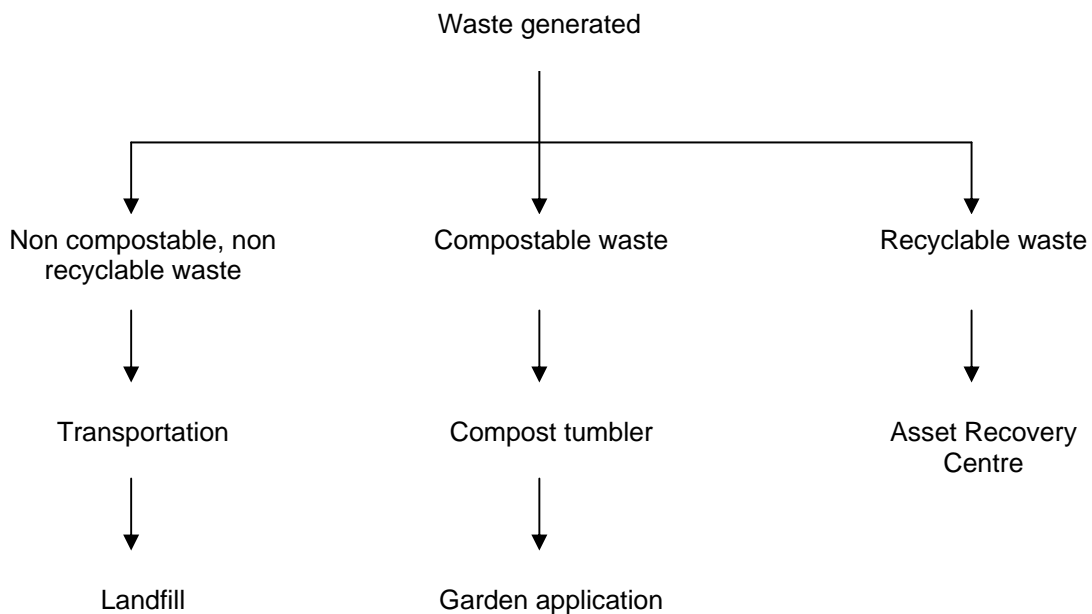 Waste generated
Non compostable, non
recyclable waste
Compostable waste
Recyclable waste
Transportation
Compost tumbler
Asset Recovery
Centre
Landfill
Garden application